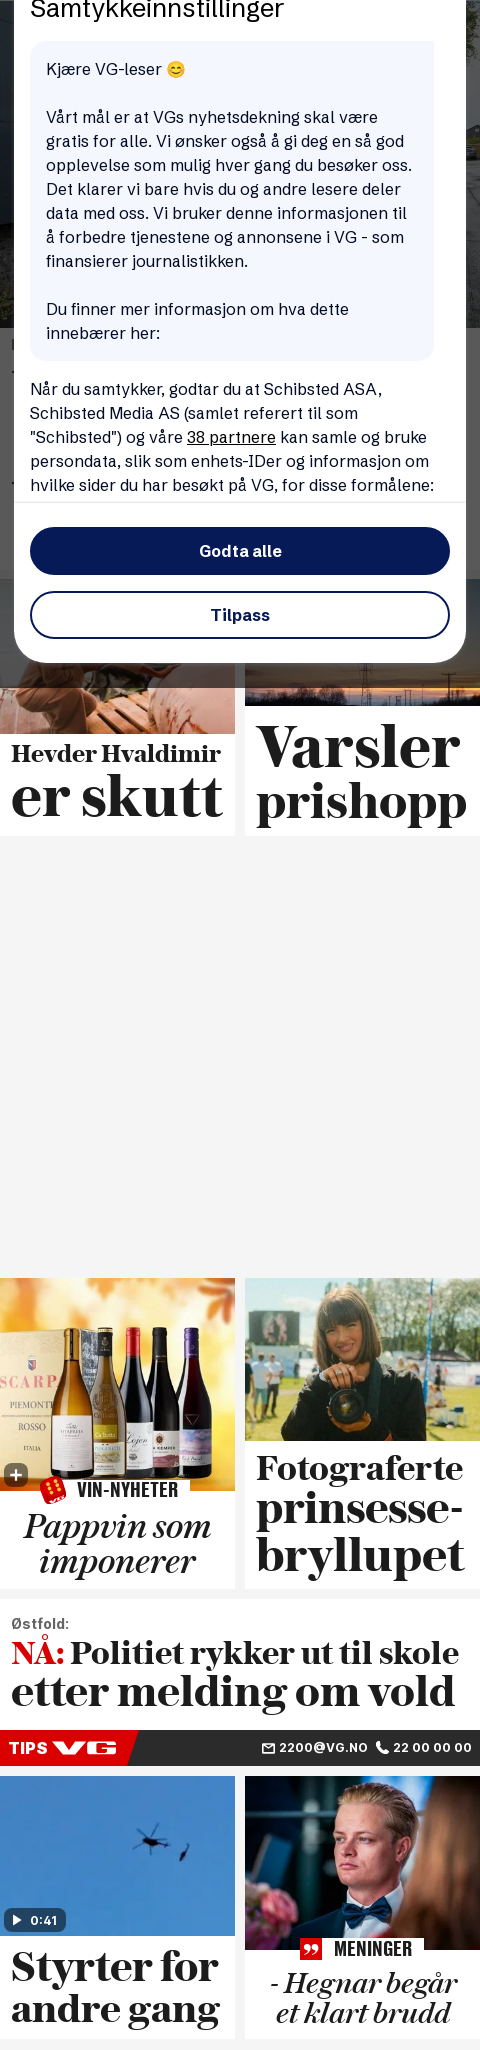 Samtykkeinnstillinger
Kjære VG-leser 😊
Vårt mål er at VGs nyhetsdekning skal være
gratis for alle. Vi ønsker også å gi deg en så god
opplevelse som mulig hver gang du besøker oss.
Det klarer vi bare hvis du og andre lesere deler
data med oss. Vi bruker denne informasjonen til
å forbedre tjenestene og annonsene i VG - som
finansierer journalistikken.
Du finner mer informasjon om hva dette
innebærer her:
Når du samtykker, godtar du at Schibsted ASA,
Schibsted Media AS (samlet referert til som
"Schibsted") og våre 38 partnere kan samle og bruke
persondata, slik som enhets-IDer og informasjon om
hvilke sider du har besøkt på VG, for disse formålene:
Godta alle
Tilpass
Hevder Hvaldimir
er skutt
Varsler
prishopp
SCARP
PIEMONT
ROSSO
ITALIA
VIN-NYHETER
Pappvin som
imponerer
Fotograferte
prinsesse-
bryllupet
Østfold:
NÅ: Politiet rykker ut til skole
etter melding om vold
TIPS VG
2200@VG.NO
22 00 00 00
0:41
Styrter for
andre gang
MENINGER
- Hegnar begår
et klart brudd